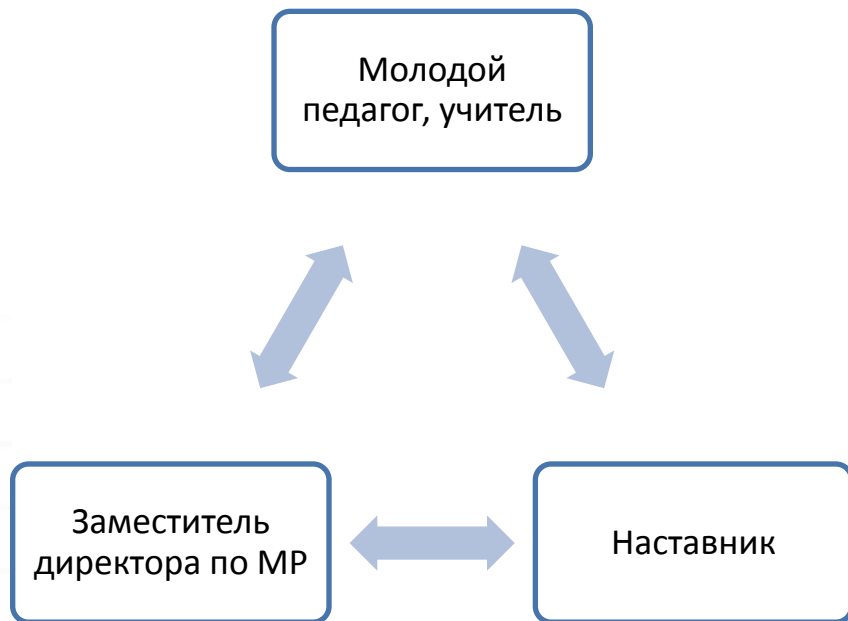 Молодой
педагог, учитель
Заместитель
директора по МР
Наставник